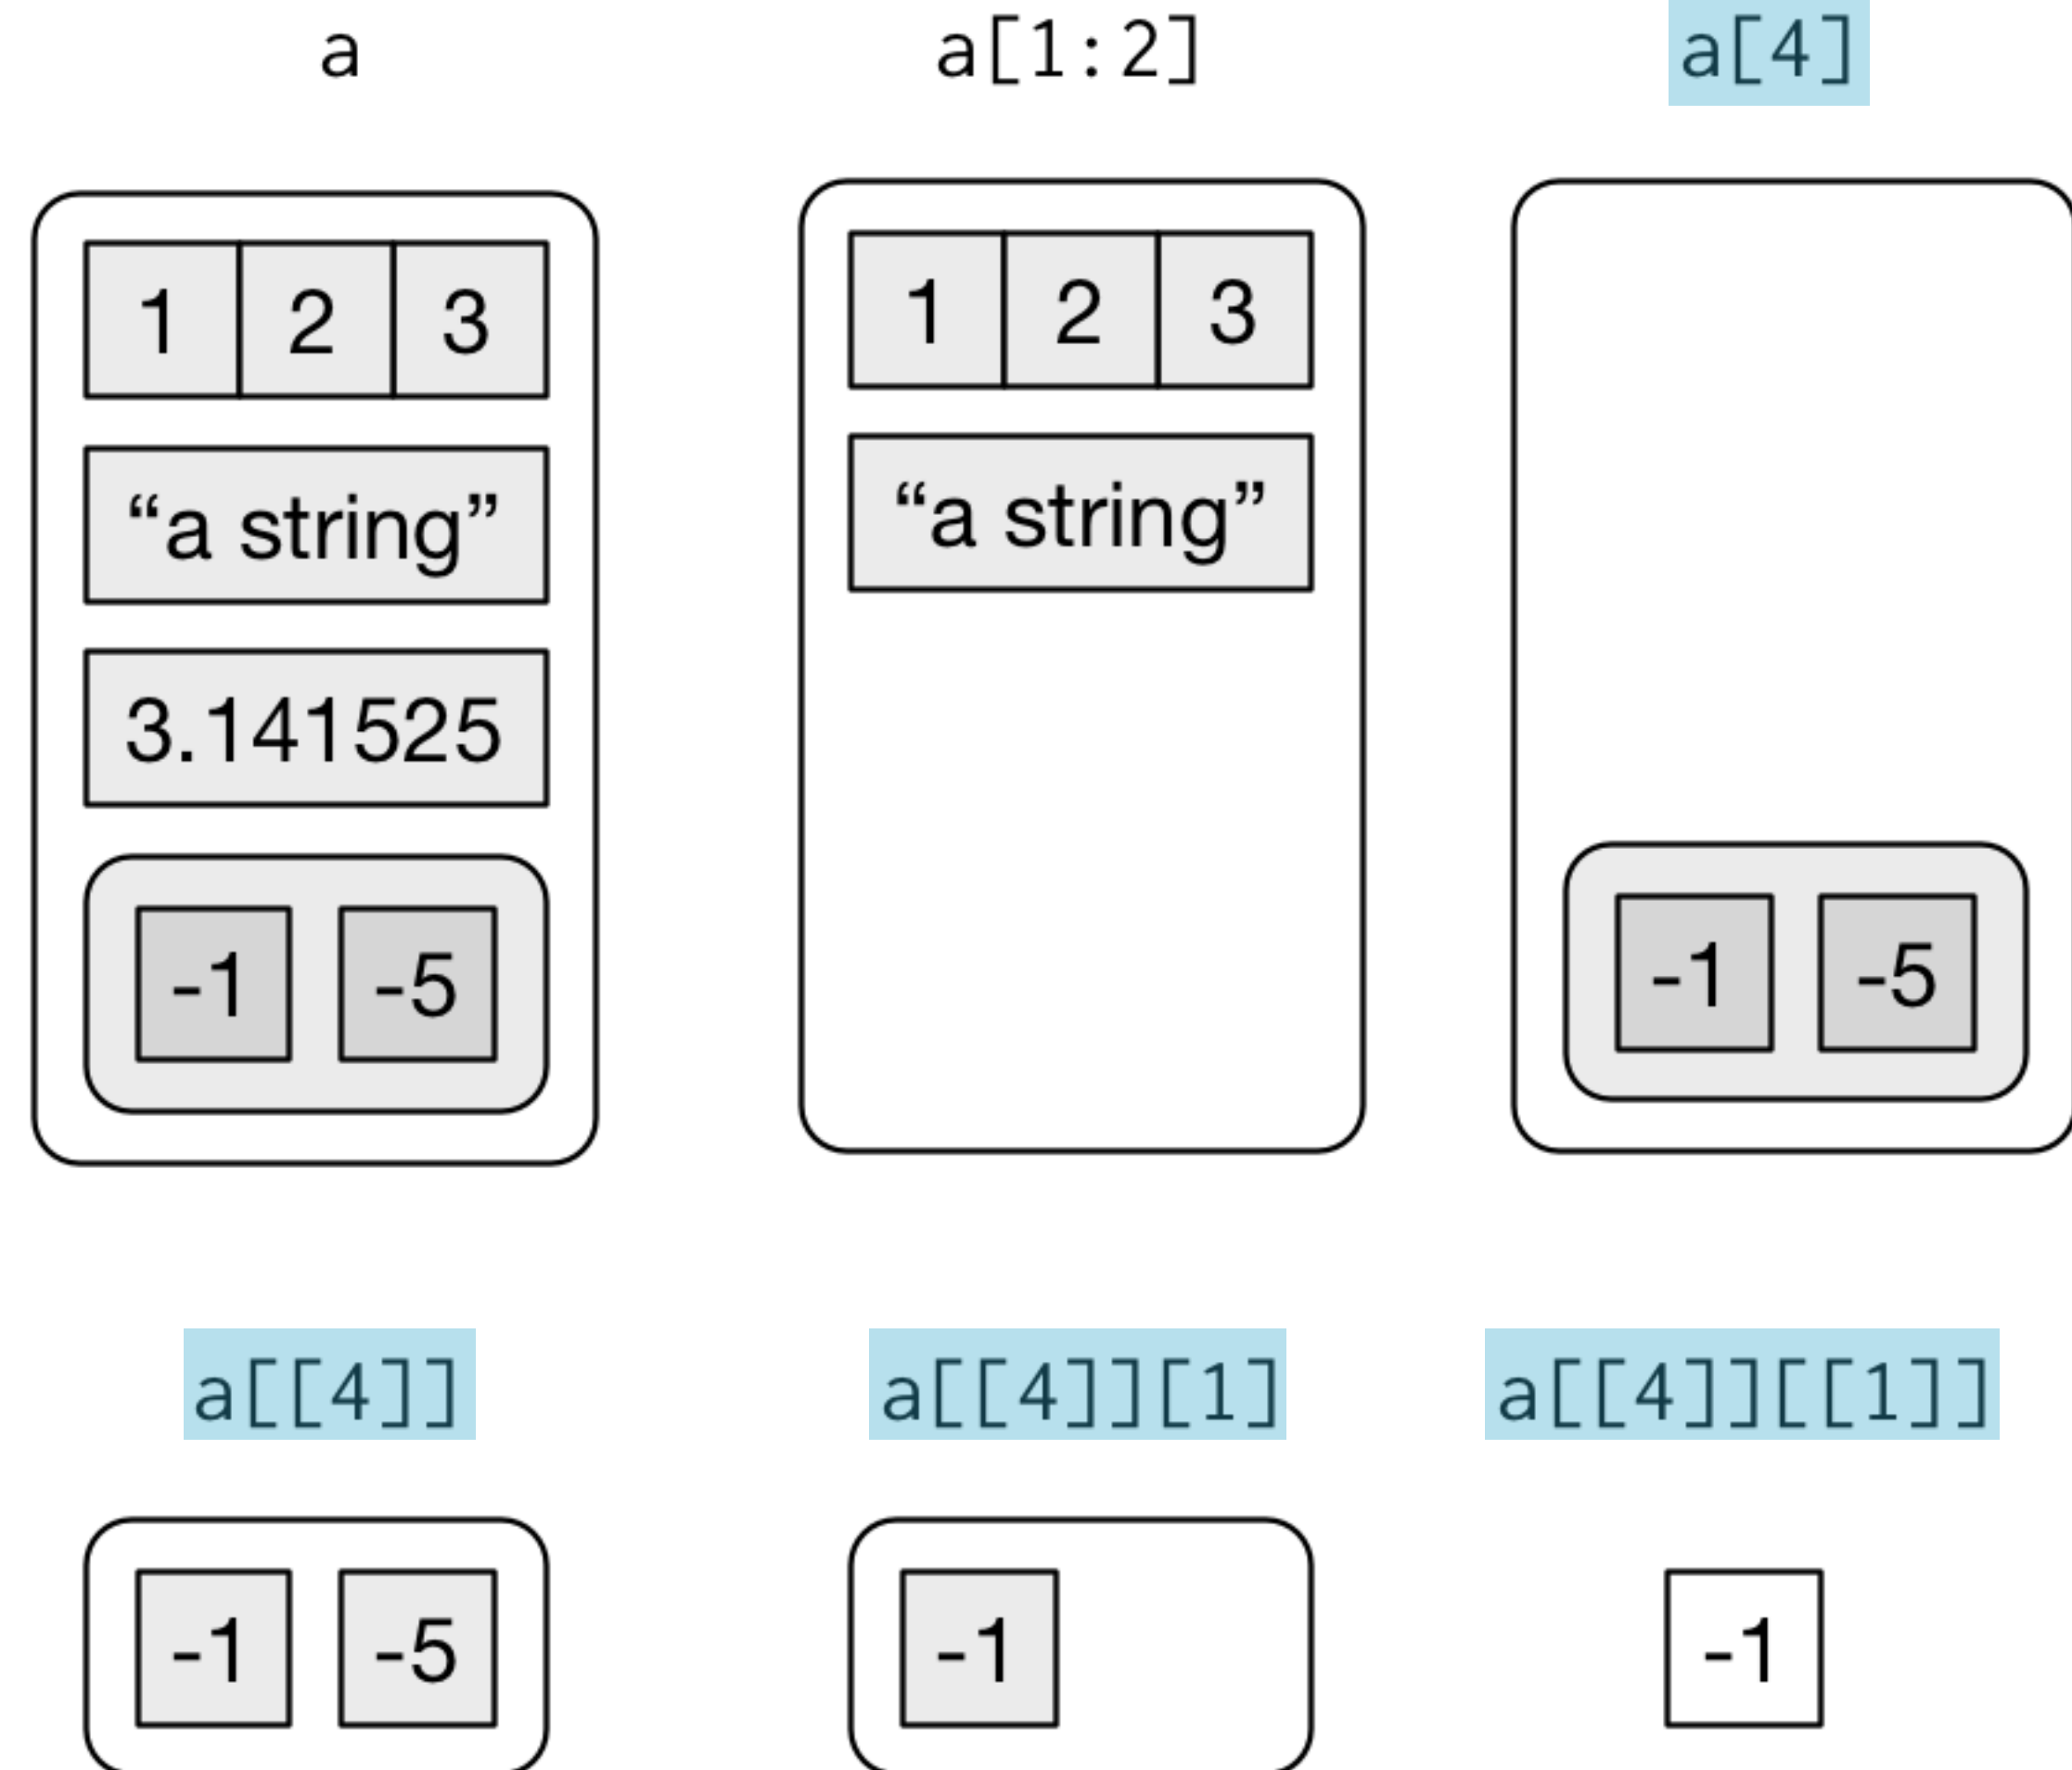 a a[1:2] a[4]
1 2 3 1 2 3
“a string” “a string”
3.141525
-1 -5 -1 -5
a[[4]] a[[4]][1] a[[4]][[1]]
-1 -5 -1 -1